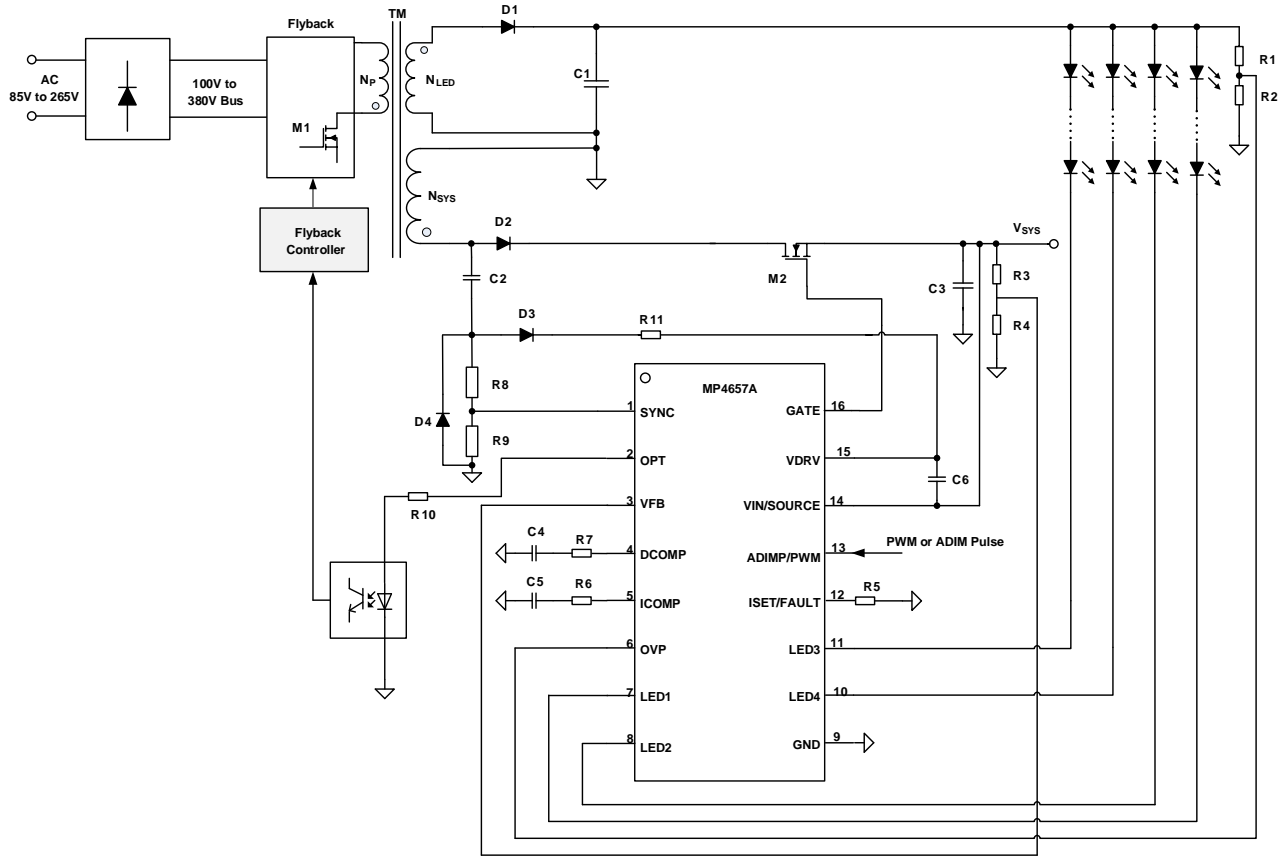 TM
D1
Flyback
AC
85V to 265V
100V to
380V Bus
NP
NLED
C1
R1
R2
M1
NSYS
Flyback
Controller
D2
VSYS
C2
M2
C3
R3
R4
D3
R11
R8
D4
R9
MP4657A
1
SYNC
GATE
16
2
OPT
VDRV
15
C6
R10
3
VFB
VIN/SOURCE
14
C4
R7
4
DCOMP
ADIMP/PWM
13
PWM or ADIM Pulse
C5
R6
5
ICOMP
ISET/FAULT
12
R5
6
OVP
LED3
11
7
LED1
LED4
10
8
LED2
GND
9